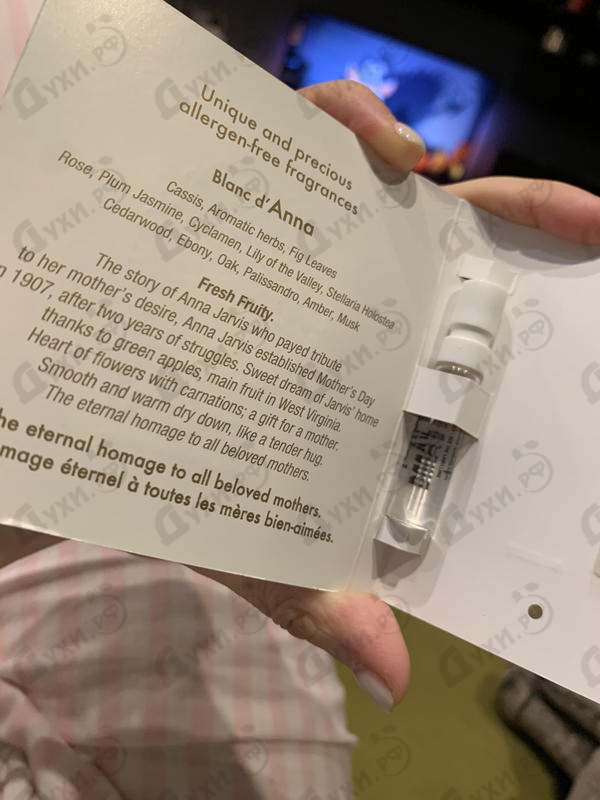 Unique and precious
allergen-free fragrances
Blanc d'Anna
Cassis, Aromatic herbs, Fig Leaves
Rose, Plum Jasmine, Cyclamen, Lily of the Valley, Stellaria Holostea
Cedarwood, Ebony, Oak, Palissandro, Amber, Musk
Fresh Fruity.
The story of Anna Jarvis who payed tribute
to her mother's desire, Anna Jarvis established Mother's Day
1907, after two years of struggles. Sweet dream of Jarvis' home
thanks to green apples, main fruit in West Virginia.
Heart of flowers with carnations; a gift for a mother.
Smooth and warm dry down, like a tender hug.
The eternal homage to all beloved mothers.
he eternal homage to all beloved mothers.
mage éternel à toutes les mères bien-aimées.
Духи.рф